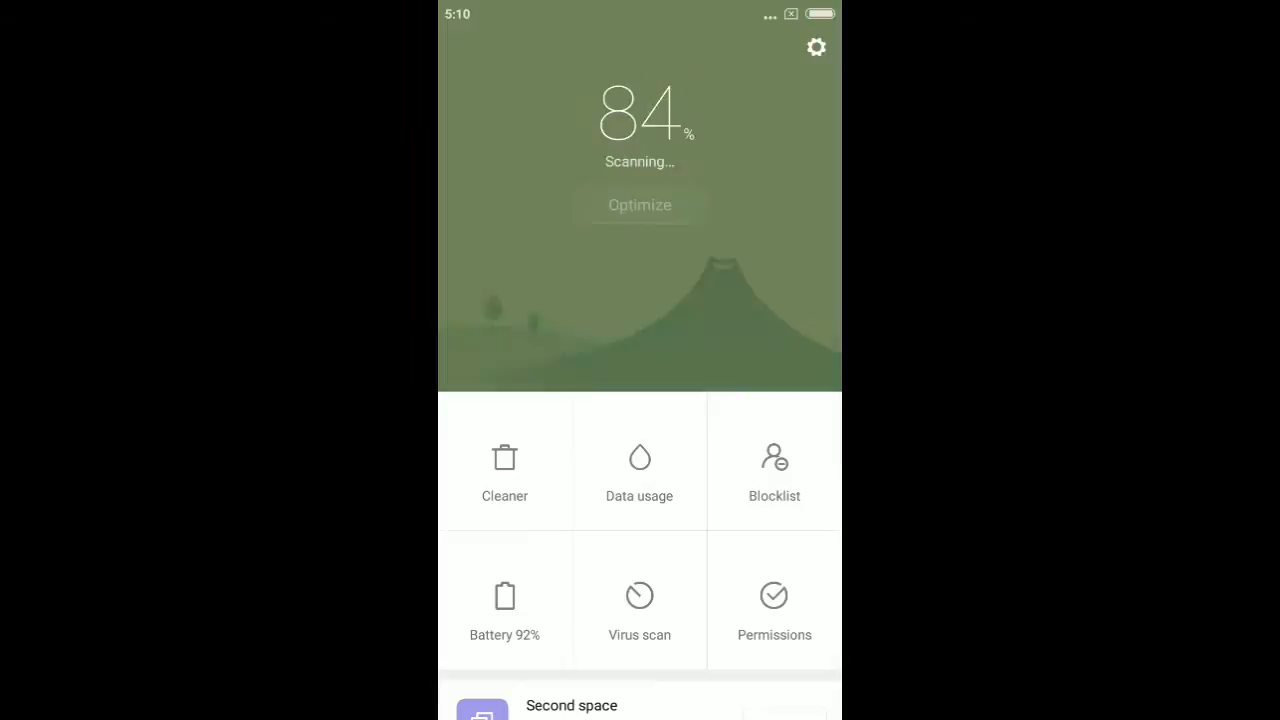 5:10
84%
Scanning...
Optimize
Cleaner
Data usage
Blocklist
Battery 92%
Virus scan
Permissions
Second space